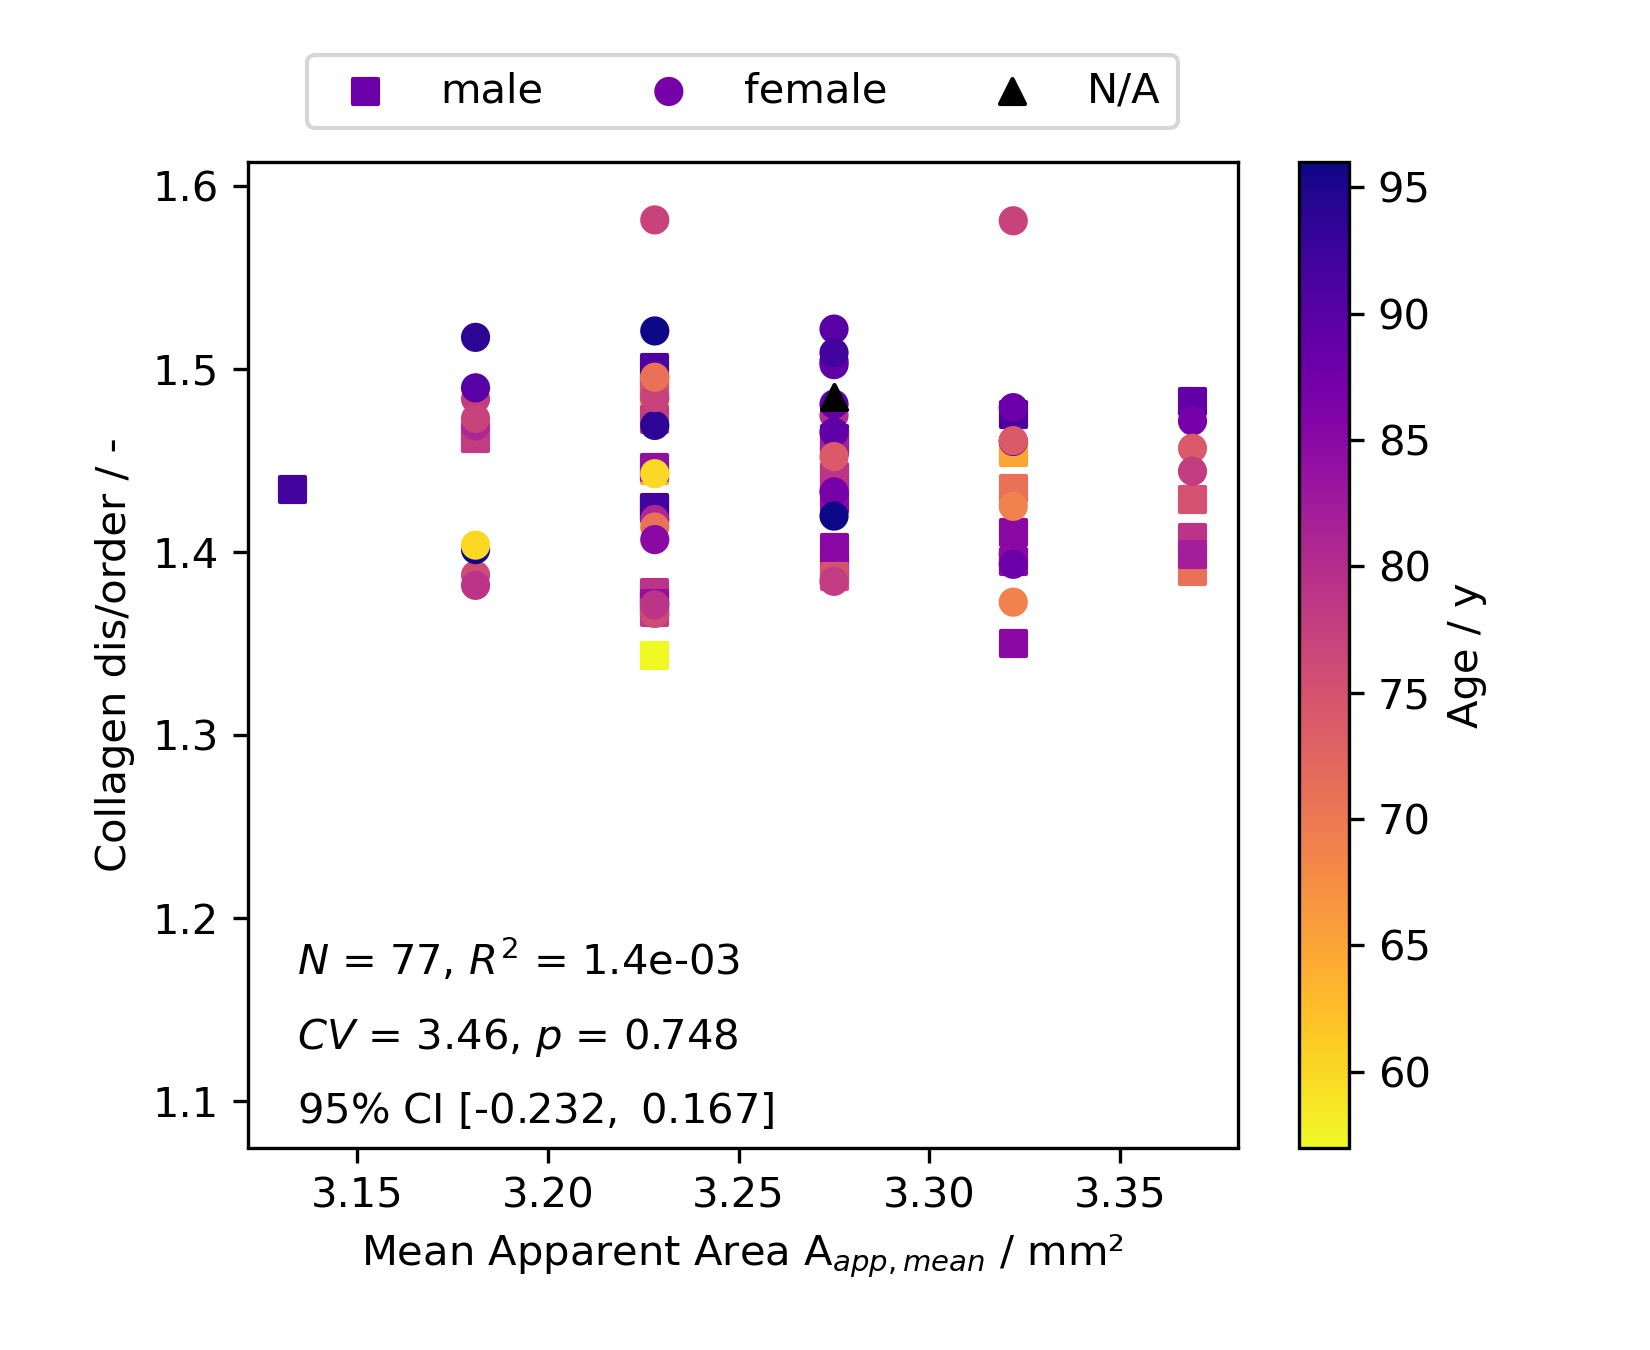 male female N/A
1.6
1.5
1.4
1.3
1.2
1.1
Collagen dis/order / -
N = 77, R² = 1.4e-03
CV = 3.46, p = 0.748
95% CI [-0.232, 0.167]
3.15 3.20 3.25 3.30 3.35
Mean Apparent Area A_app,mean / mm²
95
90
85
80
75
70
65
60
Age / y